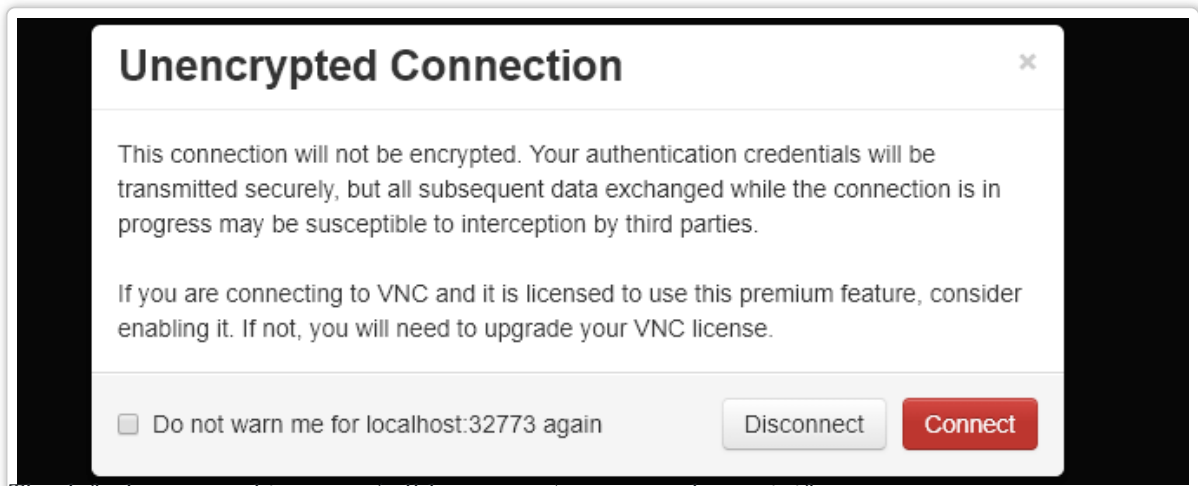 Unencrypted Connection
×
This connection will not be encrypted. Your authentication credentials will be
transmitted securely, but all subsequent data exchanged while the connection is in
progress may be susceptible to interception by third parties.
If you are connecting to VNC and it is licensed to use this premium feature, consider
enabling it. If not, you will need to upgrade your VNC license.
Do not warn me for localhost:32773 again
Disconnect
Connect